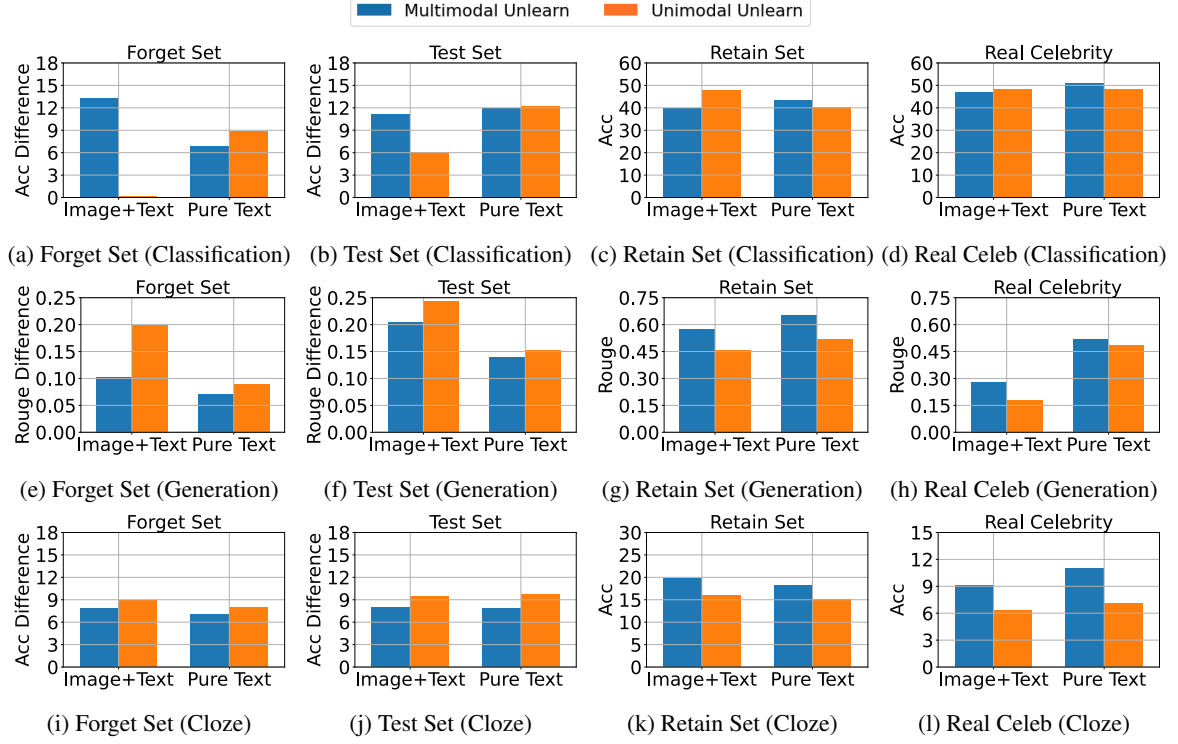 Multimodal Unlearn Unimodal Unlearn
Forget Set Test Set Retain Set Real Celebrity
Acc Difference
18
15
12
9
6
3
0
Image+Text Pure Text
Acc Difference
18
15
12
9
6
3
0
Image+Text Pure Text
Acc
60
50
40
30
20
10
0
Image+Text Pure Text
Acc
60
50
40
30
20
10
0
Image+Text Pure Text
(a) Forget Set (Classification) (b) Test Set (Classification) (c) Retain Set (Classification) (d) Real Celeb (Classification)
Forget Set Test Set Retain Set Real Celebrity
Rouge Difference
0.25
0.20
0.15
0.10
0.05
0.00
Image+Text Pure Text
Rouge Difference
0.25
0.20
0.15
0.10
0.05
0.00
Image+Text Pure Text
Rouge
0.75
0.60
0.45
0.30
0.15
0.00
Image+Text Pure Text
Rouge
0.75
0.60
0.45
0.30
0.15
0.00
Image+Text Pure Text
(e) Forget Set (Generation) (f) Test Set (Generation) (g) Retain Set (Generation) (h) Real Celeb (Generation)
Forget Set Test Set Retain Set Real Celebrity
Acc Difference
18
15
12
9
6
3
0
Image+Text Pure Text
Acc Difference
18
15
12
9
6
3
0
Image+Text Pure Text
Acc
30
25
20
15
10
5
0
Image+Text Pure Text
Acc
15
12
9
6
3
0
Image+Text Pure Text
(i) Forget Set (Cloze) (j) Test Set (Cloze) (k) Retain Set (Cloze) (l) Real Celeb (Cloze)